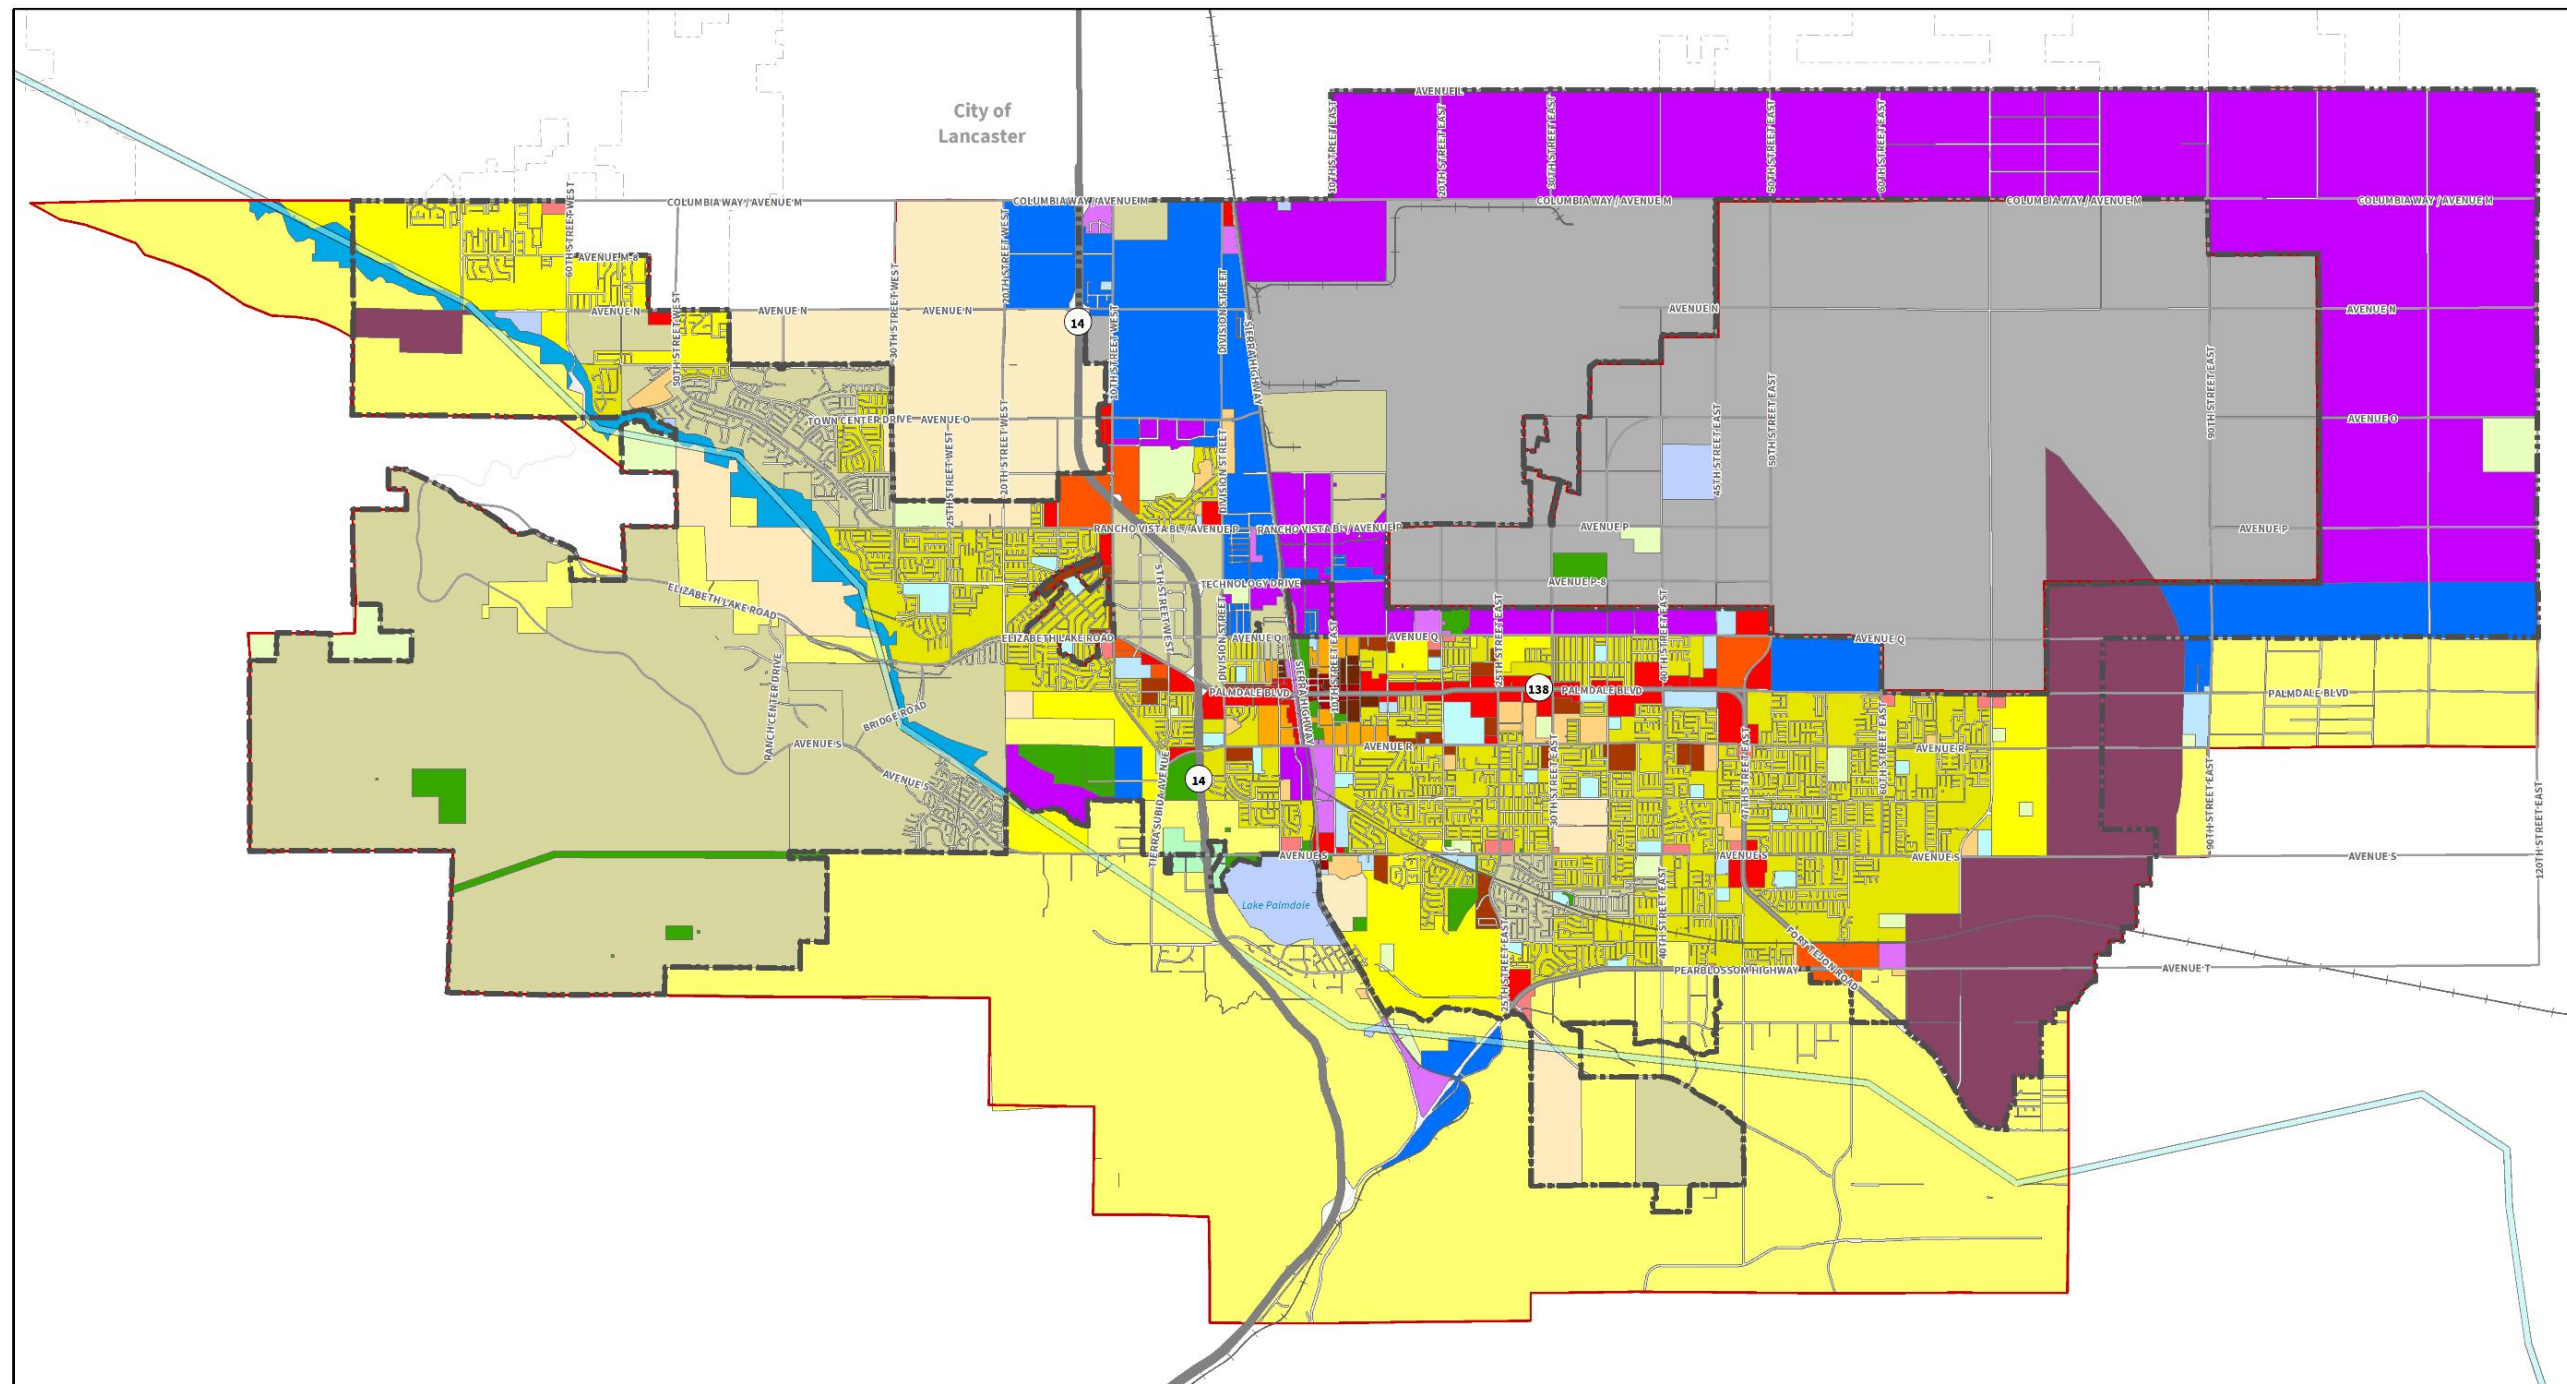 AVENUE L
City of
Lancaster
10TH STREET EAST
20TH STREET EAST
30TH STREET EAST
50TH STREET EAST
60TH STREET EAST
COLUMBIA WAY / AVENUE M
COLUMBIA WAY / AVENUE M
COLUMBIA WAY / AVENUE M
COLUMBIA WAY / AVENUE M
COLUMBIA WAY / AVENUE M
60TH STREET WEST
AVENUE M-8
20TH STREET WEST
DIVISION STREET
AVENUE N
AVENUE N
AVENUE N
AVENUE N
AVENUE N
50TH STREET WEST
30TH STREET WEST
14
10TH STREET WEST
SIERRA HIGHWAY
TOWN CENTER DRIVE
AVENUE O
AVENUE O
25TH STREET WEST
20TH STREET WEST
DIVISION STREET
45TH STREET EAST
50TH STREET EAST
90TH STREET EAST
RANCHO VISTA BL / AVENUE P
RANCHO VISTA BL / AVENUE P
AVENUE P
AVENUE P
5TH STREET WEST
TECHNOLOGY DRIVE
AVENUE P-8
ELIZABETH LAKE ROAD
ELIZABETH LAKE ROAD
DIVISION STREET
AVENUE Q
AVENUE Q
AVENUE Q
10TH STREET EAST
25TH STREET EAST
40TH STREET EAST
SIERRA HIGHWAY
PALMDALE BLVD
138
PALMDALE BLVD
PALMDALE BLVD
RANCH CENTER DRIVE
BRIDGE ROAD
AVENUE S
AVENUE S
TIERRA SUBIDA AVENUE
14
AVENUE R
AVENUE R
30TH STREET EAST
47TH STREET EAST
60TH STREET EAST
90TH STREET EAST
120TH STREET EAST
AVENUE S
AVENUE S
AVENUE S
AVENUE S
Lake Palmdale
25TH STREET EAST
40TH STREET EAST
FORT TEJON ROAD
PEARBLOSSOM HIGHWAY
AVENUE T